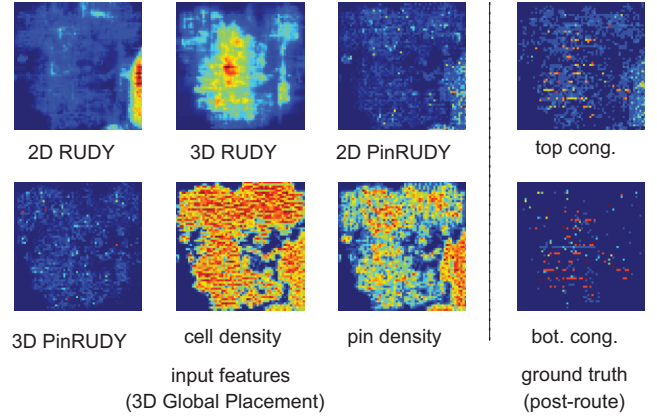 2D RUDY
3D RUDY
2D PinRUDY
top cong.
3D PinRUDY
cell density
pin density
bot. cong.
input features
(3D Global Placement)
ground truth
(post-route)